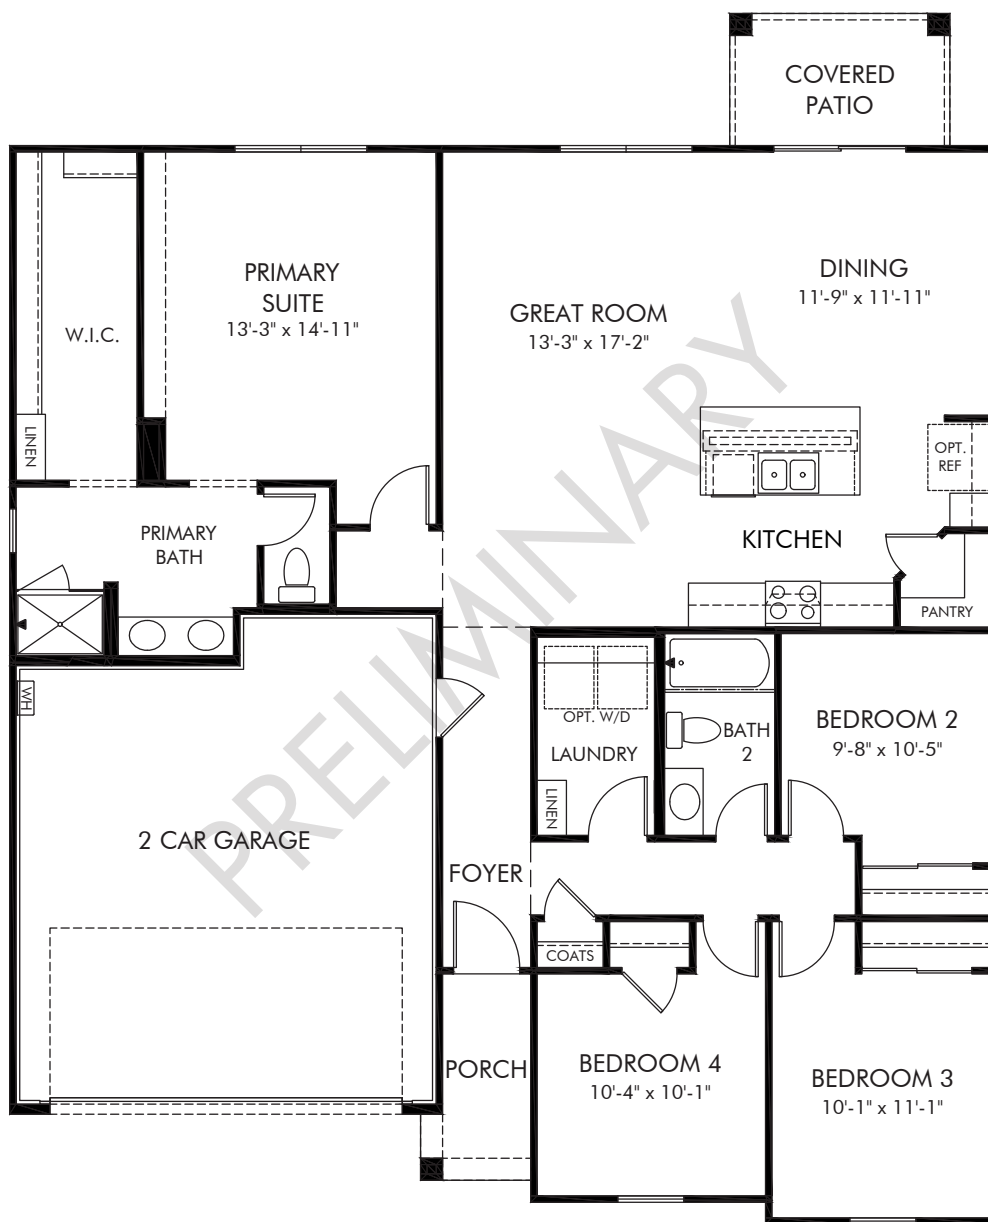 COVERED
PATIO
PRIMARY
SUITE
13'-3" x 14'-11"
W.I.C.
LINEN
GREAT ROOM
13'-3" x 17'-2"
DINING
11'-9" x 11'-11"
OPT.
REF
KITCHEN
PANTRY
PRIMARY
BATH
WH
OPT. W/D
LAUNDRY
LINEN
BATH
2
BEDROOM 2
9'-8" x 10'-5"
2 CAR GARAGE
FOYER
COATS
PORCH
BEDROOM 4
10'-4" x 10'-1"
BEDROOM 3
10'-1" x 11'-1"
PRELIMINARY